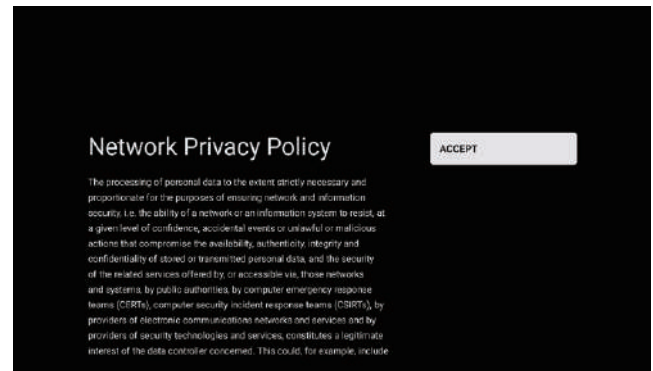 Network Privacy Policy
ACCEPT
The processing of personal data to the extent strictly necessary and
proportionate for the purposes of ensuring network and information
security, i.e. the ability of a network or an information system to resist, at
a given level of confidence, accidental events or unlawful or malicious
actions that compromise the availability, authenticity, integrity and
confidentiality of stored or transmitted personal data, and the security
of the related services offered by, or accessible via, those networks
and systems, by public authorities, by computer emergency response
teams (CERTs), computer security incident response teams (CSIRTs), by
providers of electronic communications networks and services and by
providers of security technologies and services, constitutes a legitimate
interest of the data controller concerned. This could, for example, include